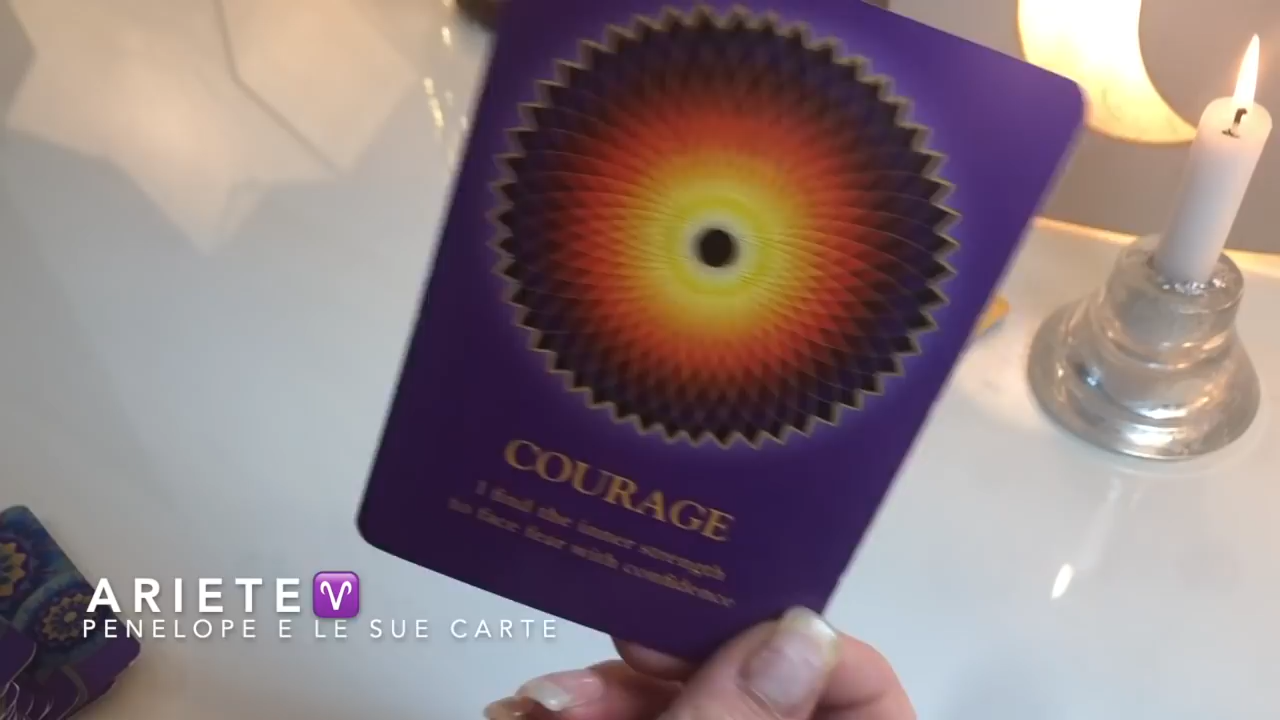 COURAGE
I find the inner strength
to face fear with confidence
ARIETE♈
PENELOPE E LE SUE CARTE